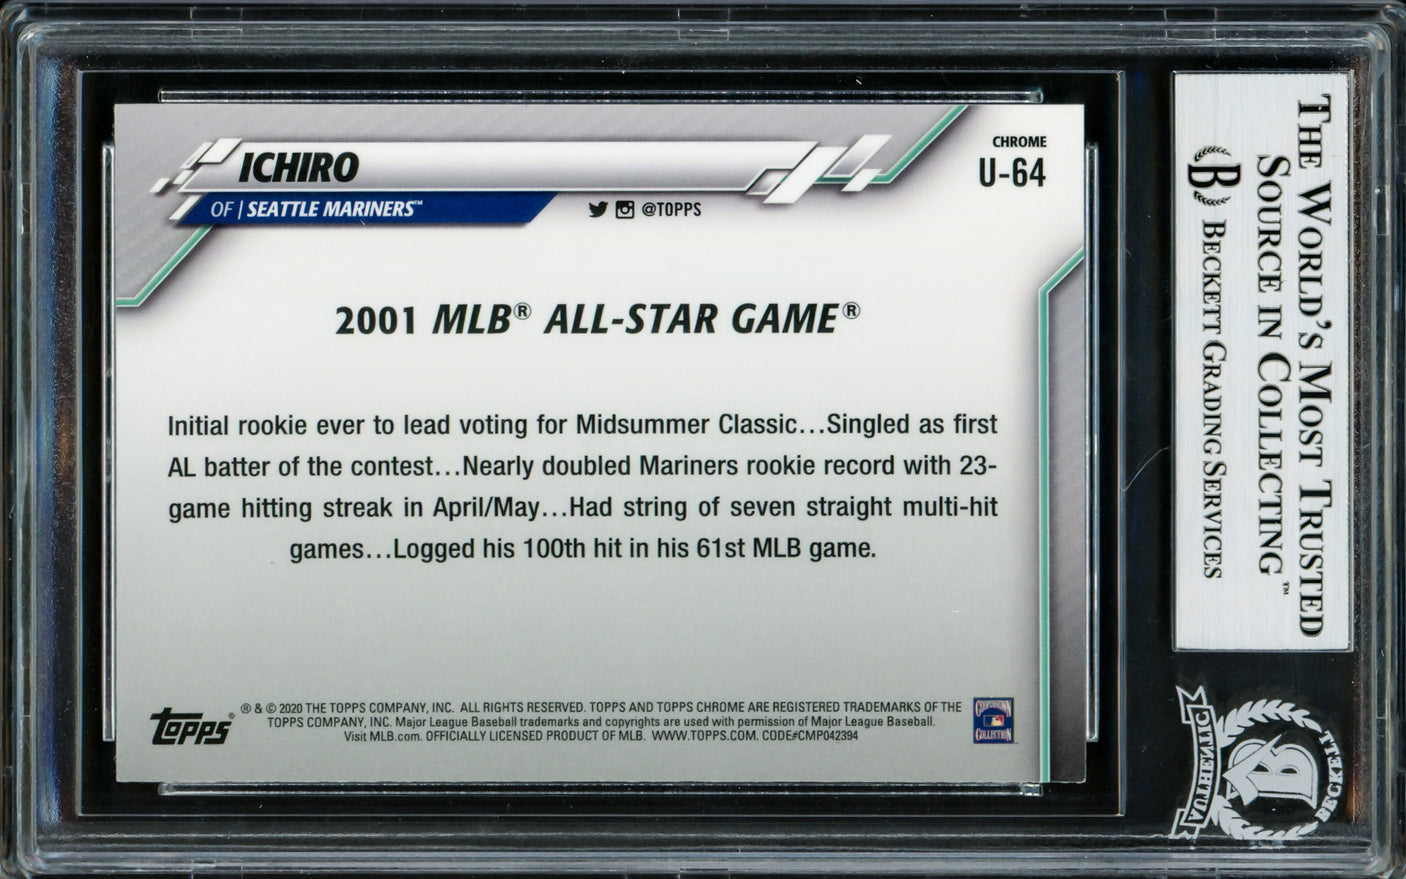 ICHIRO
OF | SEATTLE MARINERS™
@TOPPS
CHROME
U-64
2001 MLB® ALL-STAR GAME®
Initial rookie ever to lead voting for Midsummer Classic...Singled as first
AL batter of the contest...Nearly doubled Mariners rookie record with 23-
game hitting streak in April/May...Had string of seven straight multi-hit
games...Logged his 100th hit in his 61st MLB game.
TOPPS®
® & © 2020 THE TOPPS COMPANY, INC. ALL RIGHTS RESERVED. TOPPS AND TOPPS CHROME ARE REGISTERED TRADEMARKS OF THE
TOPPS COMPANY, INC. Major League Baseball trademarks and copyrights are used with permission of Major League Baseball.
Visit MLB.com. OFFICIALLY LICENSED PRODUCT OF MLB. WWW.TOPPS.COM. CODE#CMP042394
COOPERSTOWN
COLLECTION
THE WORLD'S MOST TRUSTED
SOURCE IN COLLECTING™
B BECKETT GRADING SERVICES
AUTHENTIC
B
BECKETT